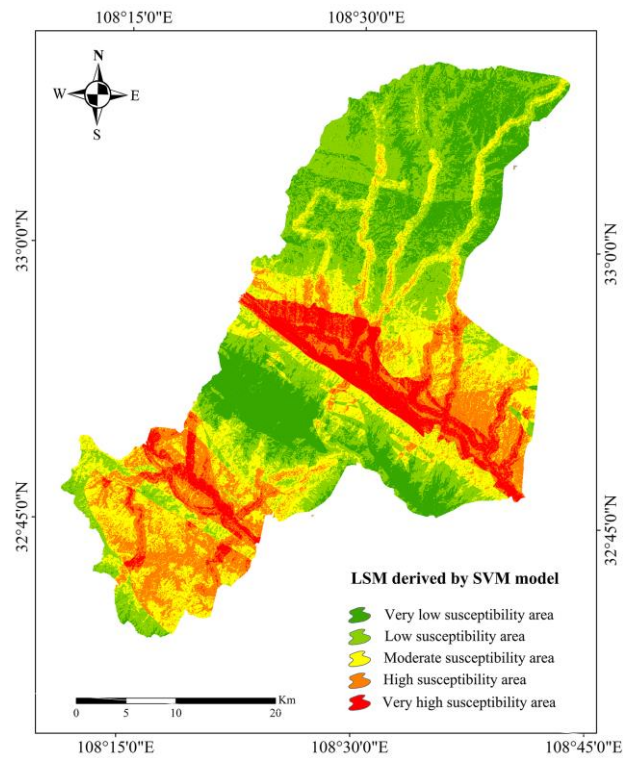 108°15'0"E 108°30'0"E
N
W E
S
33°0'0"N 33°0'0"N
32°45'0"N 32°45'0"N
LSM derived by SVM model
Very low susceptibility area
Low susceptibility area
Moderate susceptibility area
High susceptibility area
Very high susceptibility area
Km
0 5 10 20
108°15'0"E 108°30'0"E 108°45'0"E